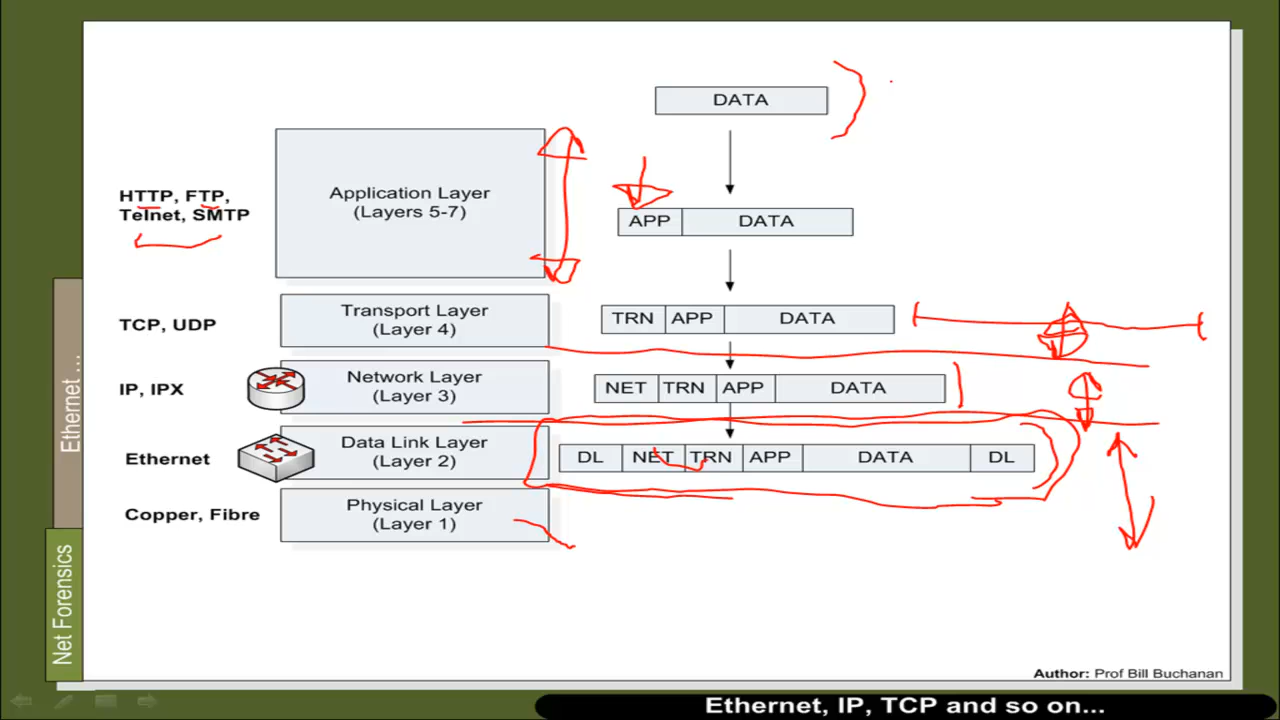 DATA
Application Layer
(Layers 5-7)
HTTP, FTP,
Telnet, SMTP
APP DATA
Transport Layer
(Layer 4)
TCP, UDP
TRN APP DATA
Network Layer
(Layer 3)
IP, IPX
NET TRN APP DATA
Data Link Layer
(Layer 2)
Ethernet
DL NET TRN APP DATA DL
Physical Layer
(Layer 1)
Copper, Fibre
Ethernet ...
Net Forensics
Author: Prof Bill Buchanan
Ethernet, IP, TCP and so on...